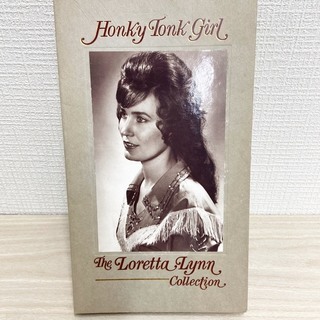 Honky Tonk Girl
The Loretta Lynn
Collection